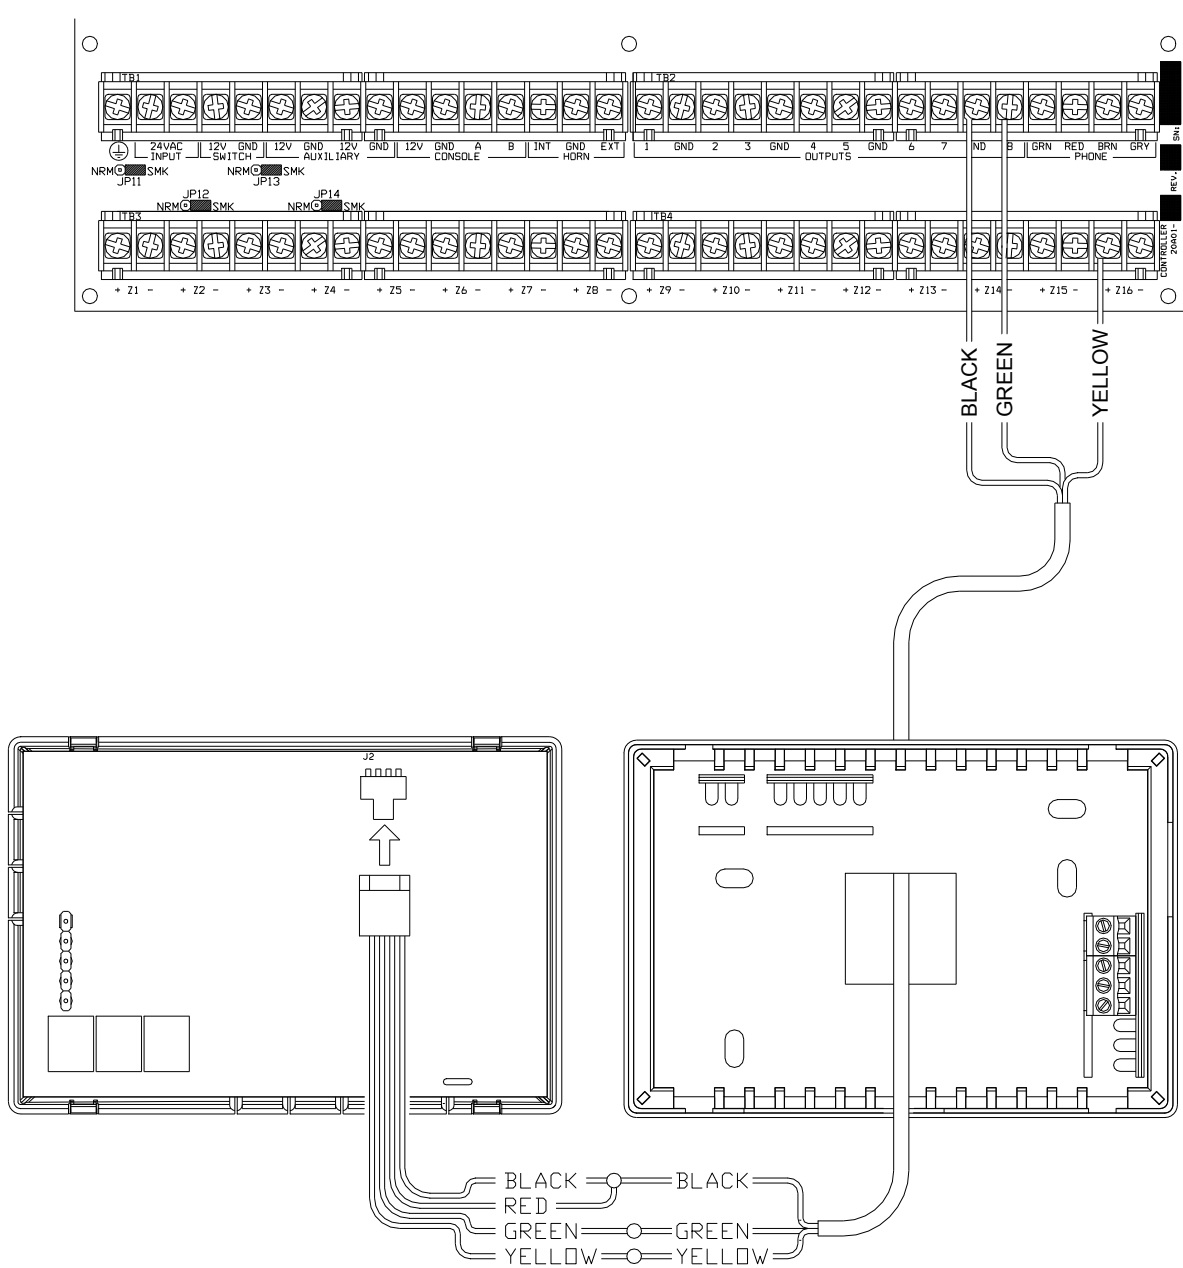 TB1 TB2
24VAC 12V GND 12V GND 12V GND 12V GND A B INT GND EXT 1 GND 2 3 GND 4 5 GND 6 7 ND 8 GRN RED BRN GRY
INPUT SWITCH AUXILIARY CONSOLE HORN OUTPUTS PHONE
NRM SMK NRM SMK
JP11 JP13
JP12 JP14
NRM SMK NRM SMK
TB3 TB4
+ Z1 - + Z2 - + Z3 - + Z4 - + Z5 - + Z6 - + Z7 - + Z8 - + Z9 - + Z10 - + Z11 - + Z12 - + Z13 - + Z14 - + Z15 - + Z16 -
SN:
REV.
CONTROLLER
20A01-
BLACK
GREEN
YELLOW
J2
BLACK BLACK
RED
GREEN GREEN
YELLOW YELLOW